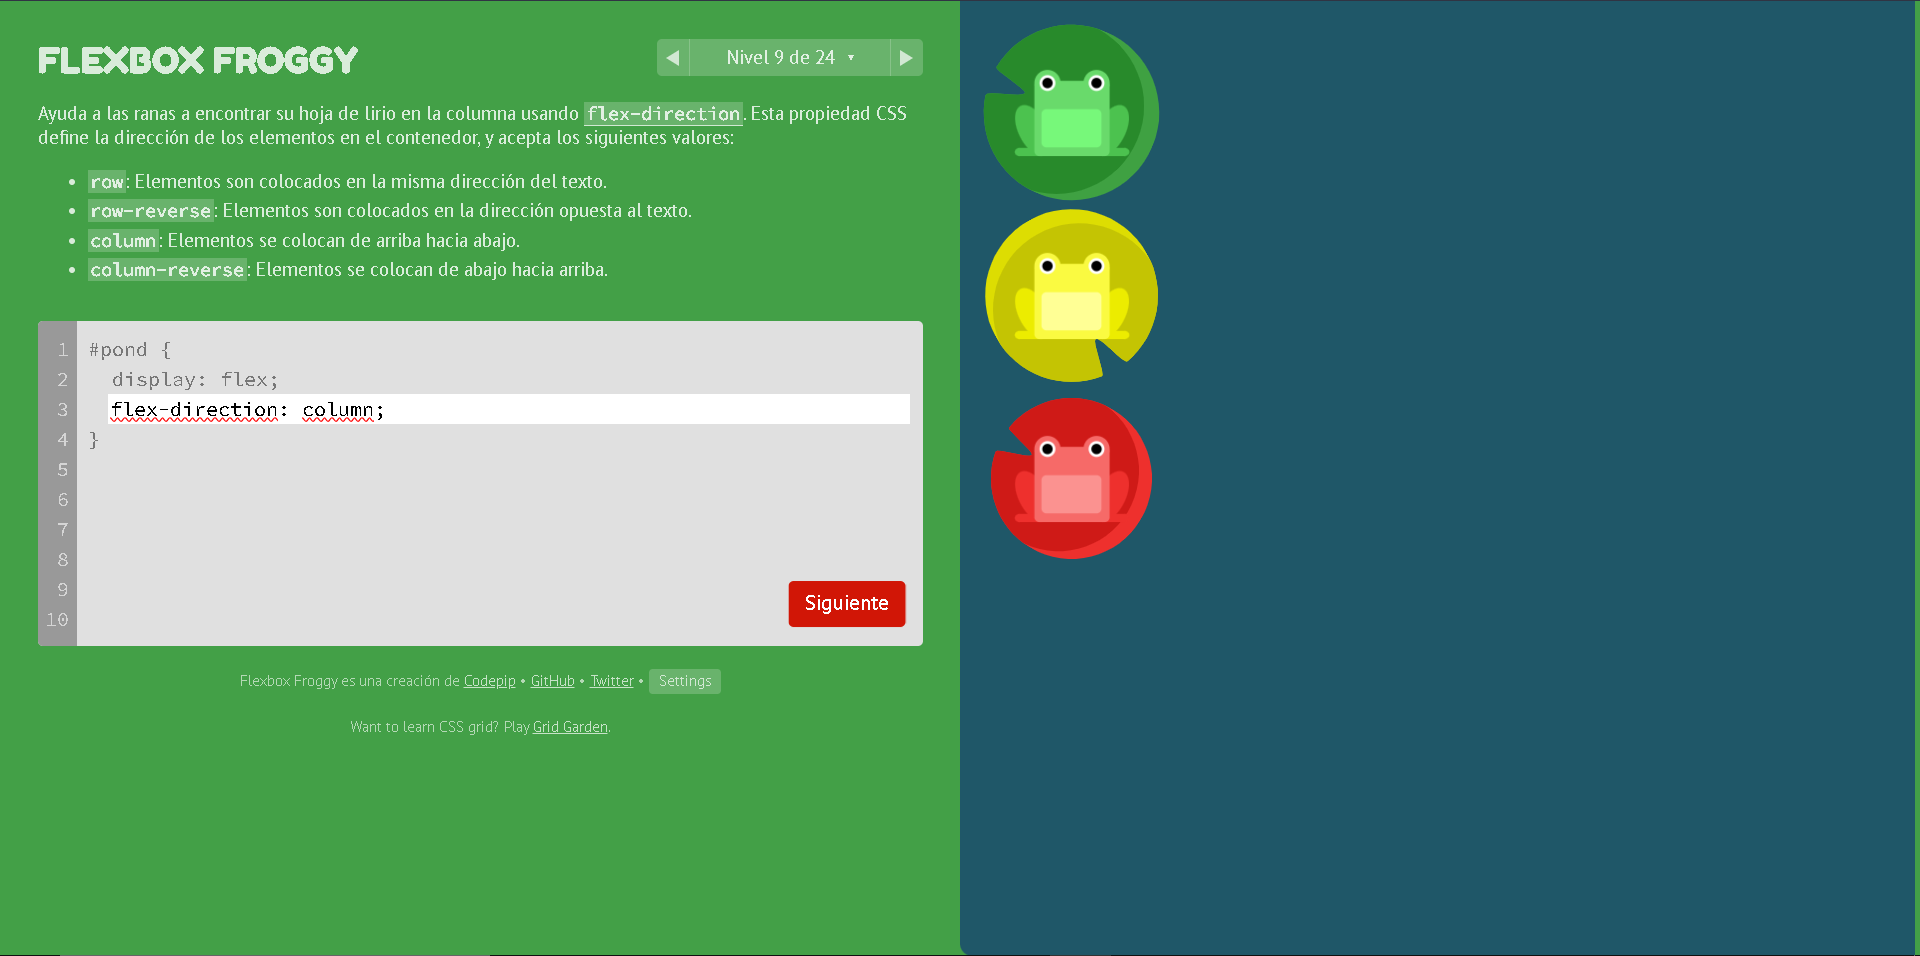 FLEXBOX FROGGY
◀ Nivel 9 de 24 ▾ ▶
Ayuda a las ranas a encontrar su hoja de lirio en la columna usando flex-direction. Esta propiedad CSS
define la dirección de los elementos en el contenedor, y acepta los siguientes valores:
• row: Elementos son colocados en la misma dirección del texto.
• row-reverse: Elementos son colocados en la dirección opuesta al texto.
• column: Elementos se colocan de arriba hacia abajo.
• column-reverse: Elementos se colocan de abajo hacia arriba.
1 #pond {
2 display: flex;
3 flex-direction: column;
4 }
5
6
7
8
9
10
Siguiente
Flexbox Froggy es una creación de Codepip • GitHub • Twitter • Settings
Want to learn CSS grid? Play Grid Garden.